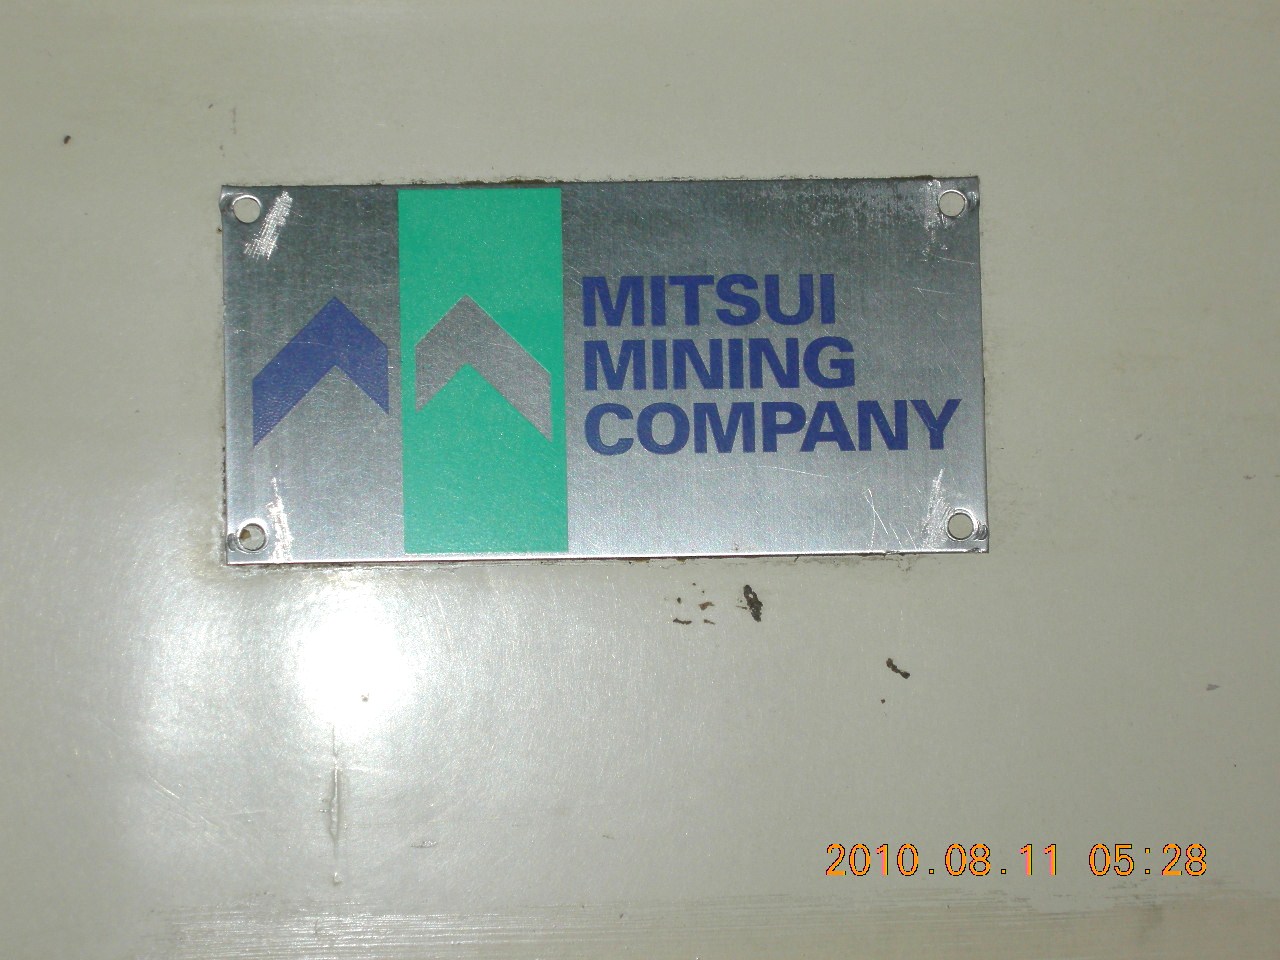 MITSUI
MINING
COMPANY
2010.08.11 05:28